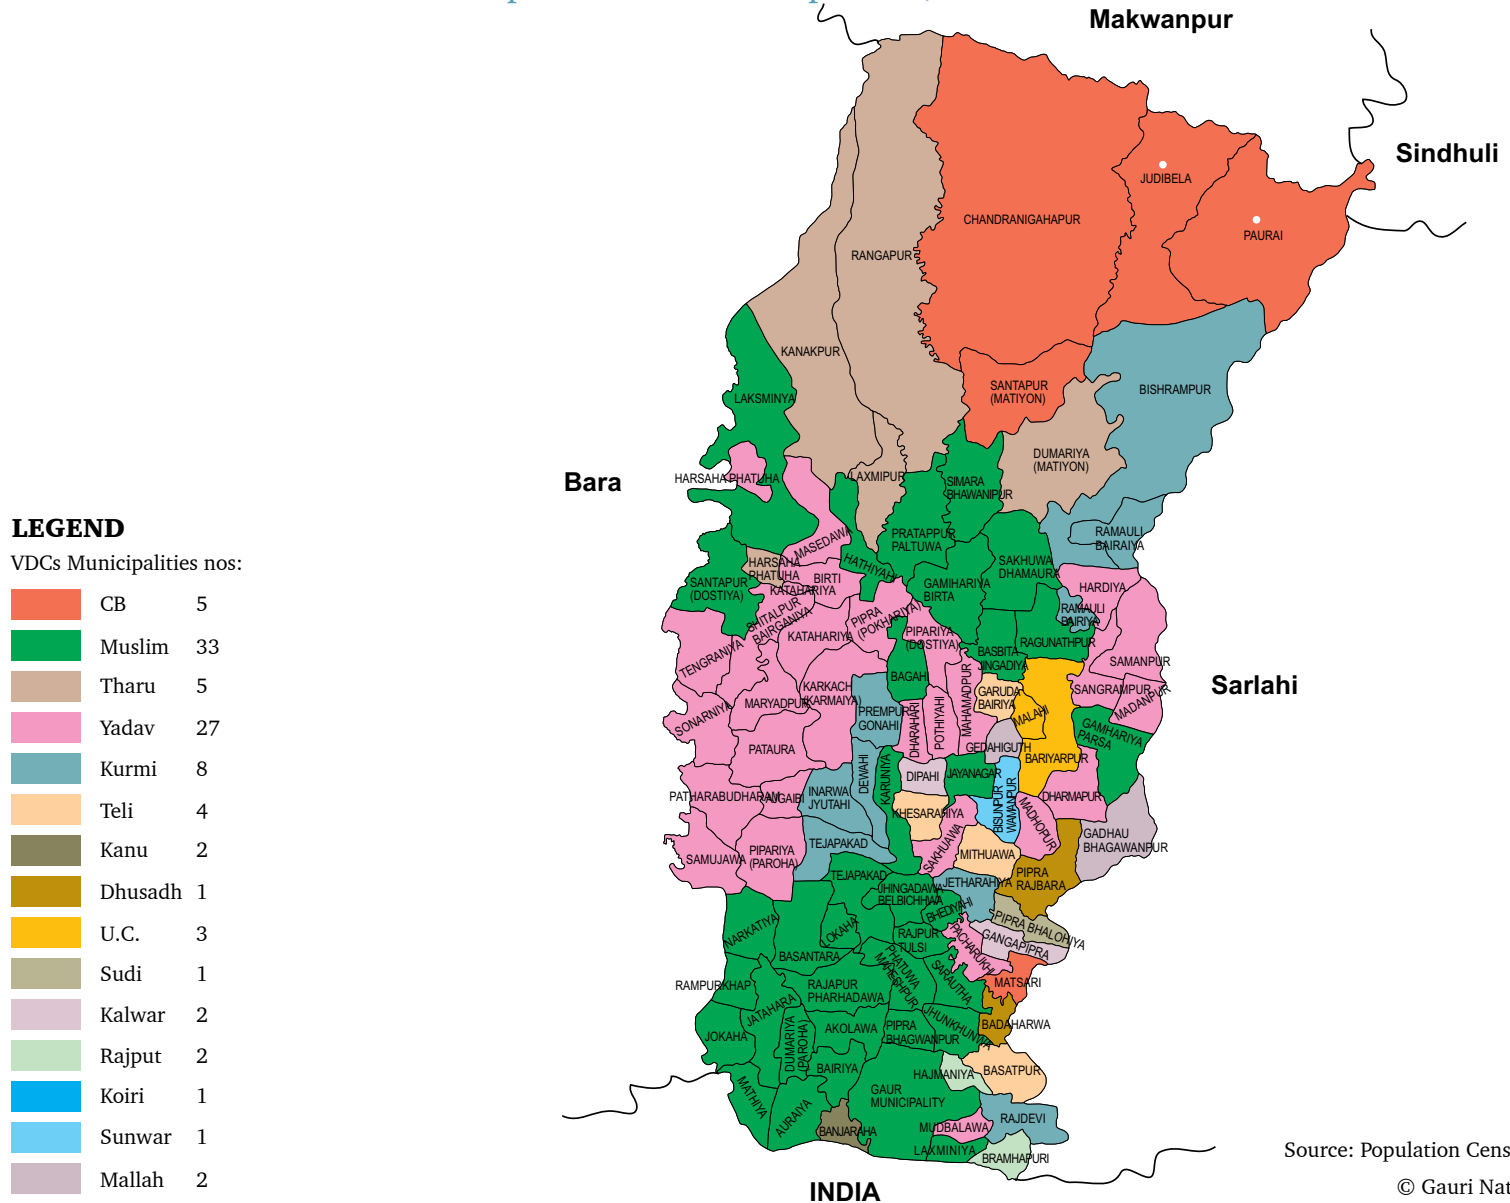 Makwanpur
Sindhuli
JUDIBELA
CHANDRANIGAHAPUR
PAURAI
RANGAPUR
KANAKPUR
SANTAPUR
(MATIYON)
BISHRAMPUR
LAKSMINYA
DUMARIYA
(MATIYON)
Bara
HARSAHA PHATUHA
LAXMIPUR
SIMARA
BHAWANIPUR
PRATAPPUR
PALTUWA
RAMAULI
BAIRAIYA
MASEDAWA
HATHIYAHI
SAKHUWA
DHAMAURA
HARSAHA
PHATUHA
BIRTI
KATAHARIYA
SANTAPUR
(DOSTIYA)
GAMIHARIYA
BIRTA
HARDIYA
SHITALPUR
BAIRGANIYA
KATAHARIYA
PIPRA
(POKHARIYA)
PIPARIYA
(DOSTIYA)
RAMAULI
BAIRIYA
RAGUNATHPUR
BASBITA
JINGADIYA
TENGRANIYA
BAGAHI
SAMANPUR
Sarlahi
KARKACH
(KARMAIYA)
MARYADPUR
SONARNIYA
PREMPUR
GONAHI
DHARAHARI
POTHIYAHI
MAHAMADPUR
GARUDA
BAIRIYA
MALAHI
SANGRAMPUR
MADANPUR
GAMHARIYA
PARSA
PATAURA
GEDAHIGUTH
BARIYARPUR
DEWAHI
KARUNIYA
DIPAHI
JAYANAGAR
BISUNPUR
WAMANPUR
PATHARABUDHARAM
AUGAIBI
INARWA
JYUTAHI
KHESARAHIYA
MADHOPUR
DHARMAPUR
GADHAU
BHAGAWANPUR
SAMUJAWA
PIPARIYA
(PAROHA)
TEJAPAKAD
SAKHUAWA
MITHUAWA
TEJAPAKAD
JHINGADAWA
BELBICHHWA
JETHARAHIYA
PIPRA
RAJBARA
BHEDIYAHI
NARKATIYA
LOKAHA
BASANTARA
RAJPUR
TULSI
PACHARUKHI
PIPRA BHALOHIYA
GANGAPIPRA
RAMPURKHAP
JATAHARA
RAJAPUR
PHARHADAWA
PHATUWA
MAHESHPUR
SARAUTHA
MATSARI
JOKAHA
DUMARIYA
(PAROHA)
AKOLAWA
PIPRA
BHAGWANPUR
JHUNKHUNWA
BADAHARWA
MATHIYA
BAIRIYA
HAJMANIYA
BASATPUR
AURAIYA
GAUR
MUNICIPALITY
BANJARAHA
MUDBALAWA
RAJDEVI
LAXMINIYA
BRAMHAPURI
INDIA
LEGEND
VDCs Municipalities nos:
CB 5
Muslim 33
Tharu 5
Yadav 27
Kurmi 8
Teli 4
Kanu 2
Dhusadh 1
U.C. 3
Sudi 1
Kalwar 2
Rajput 2
Koiri 1
Sunwar 1
Mallah 2
Source: Population Cens
© Gauri Nat